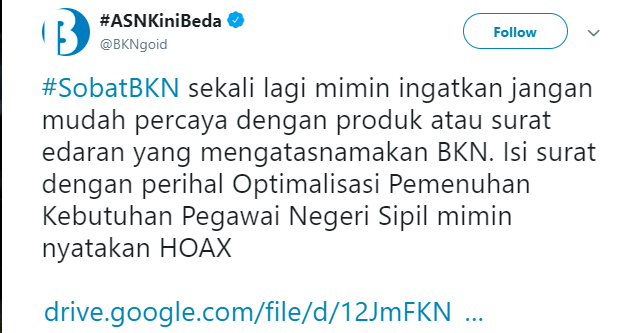 #ASNKiniBeda
@BKNgoid
Follow
#SobatBKN sekali lagi mimin ingatkan jangan
mudah percaya dengan produk atau surat
edaran yang mengatasnamakan BKN. Isi surat
dengan perihal Optimalisasi Pemenuhan
Kebutuhan Pegawai Negeri Sipil mimin
nyatakan HOAX
drive.google.com/file/d/12JmFKN ...